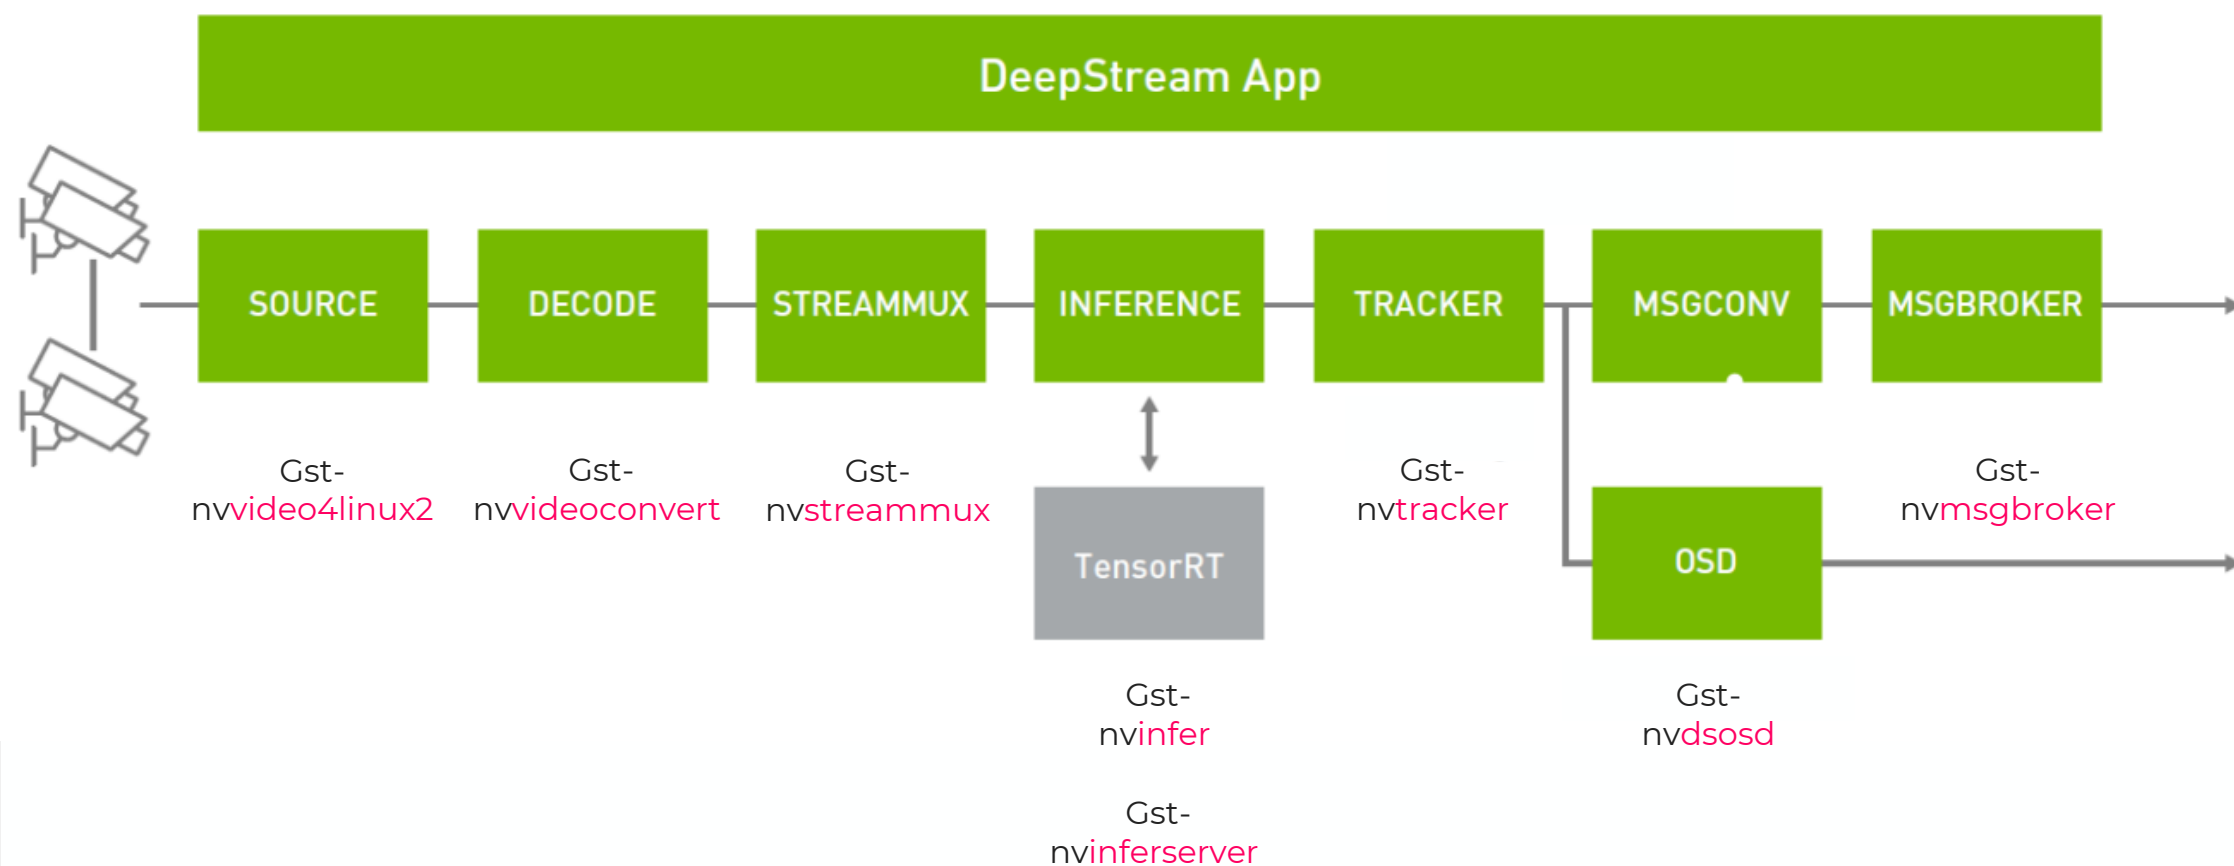 DeepStream App
SOURCE
DECODE
STREAMMUX
INFERENCE
TRACKER
MSGCONV
MSGBROKER
Gst-
nvvideo4linux2
Gst-
nvvideoconvert
Gst-
nvstreammux
Gst-
nvtracker
Gst-
nvmsgbroker
TensorRT
OSD
Gst-
nvinfer
Gst-
nvdsosd
Gst-
nvinferserver